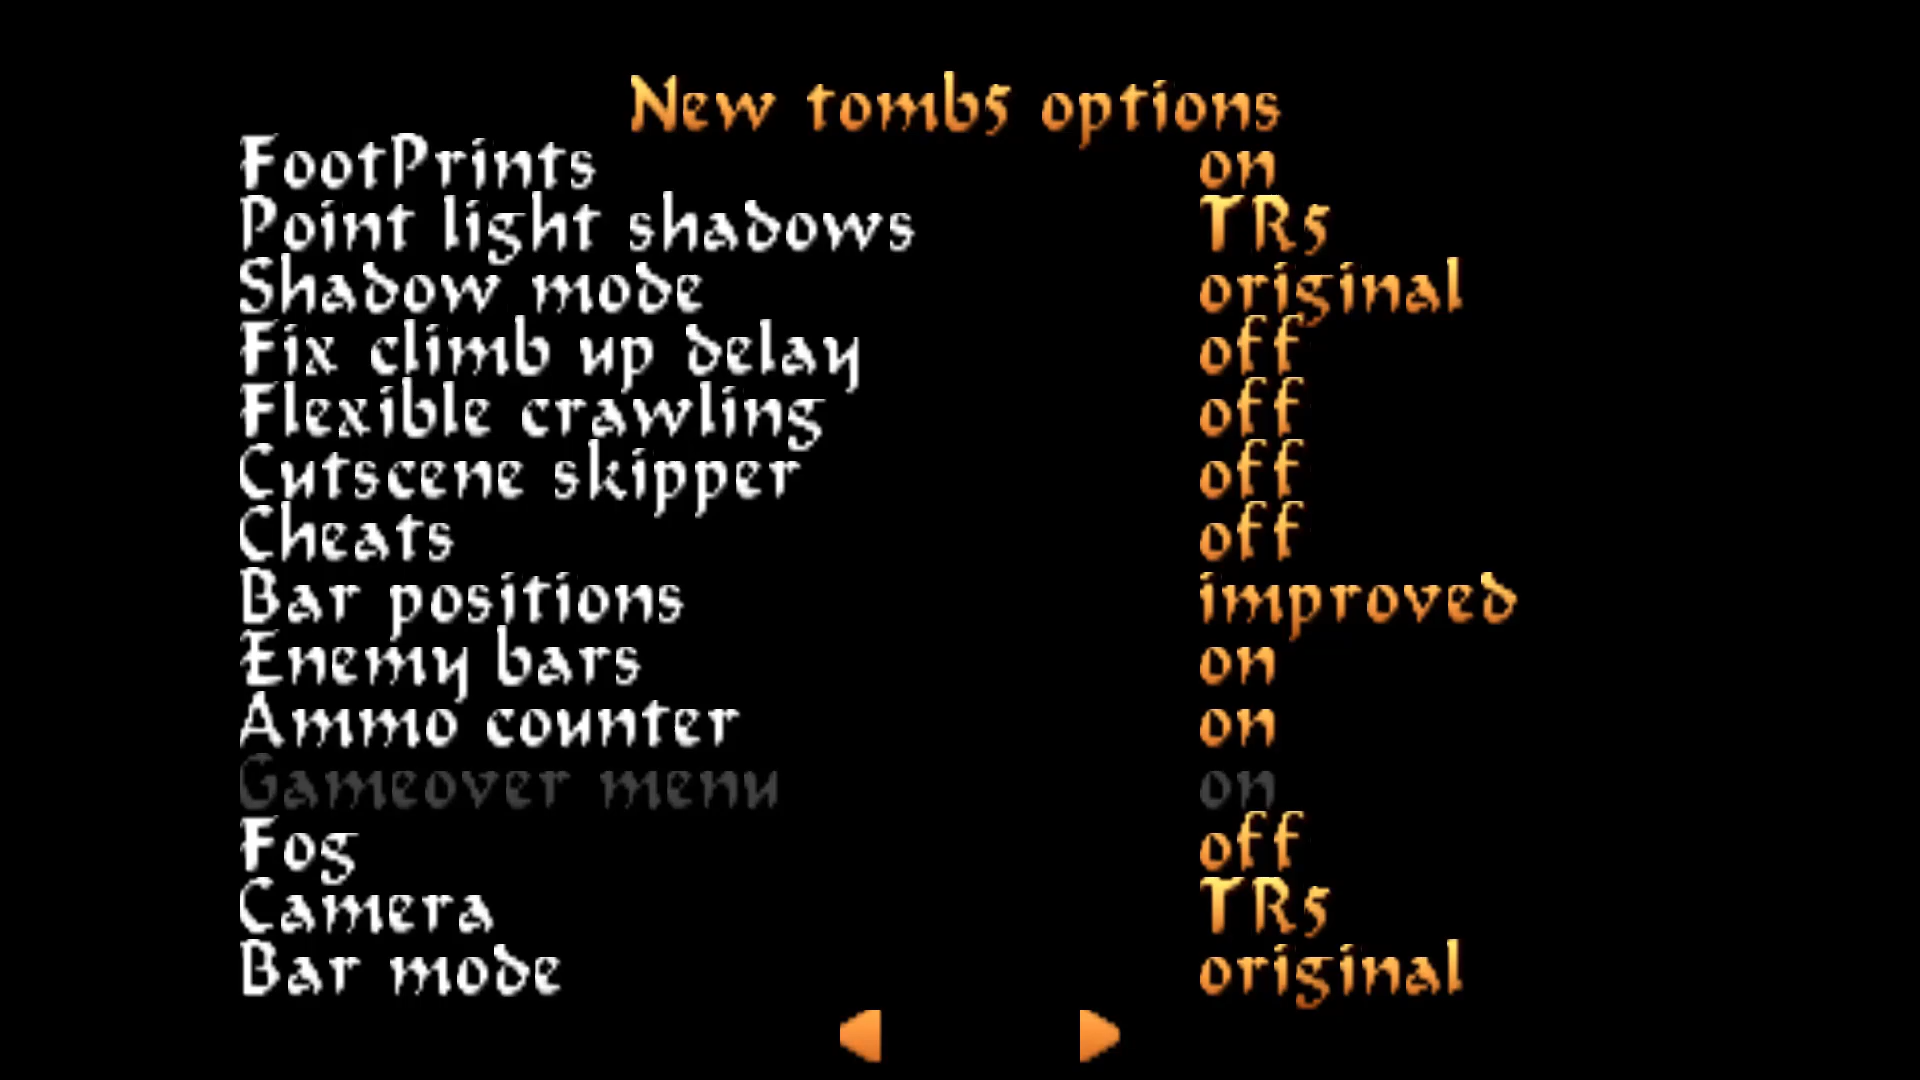 New tomb5 options
FootPrints on
Point light shadows TR5
Shadow mode original
Fix climb up delay off
Flexible crawling off
Cutscene skipper off
Cheats off
Bar positions improved
Enemy bars on
Ammo counter on
Gameover menu on
Fog off
Camera TR5
Bar mode original